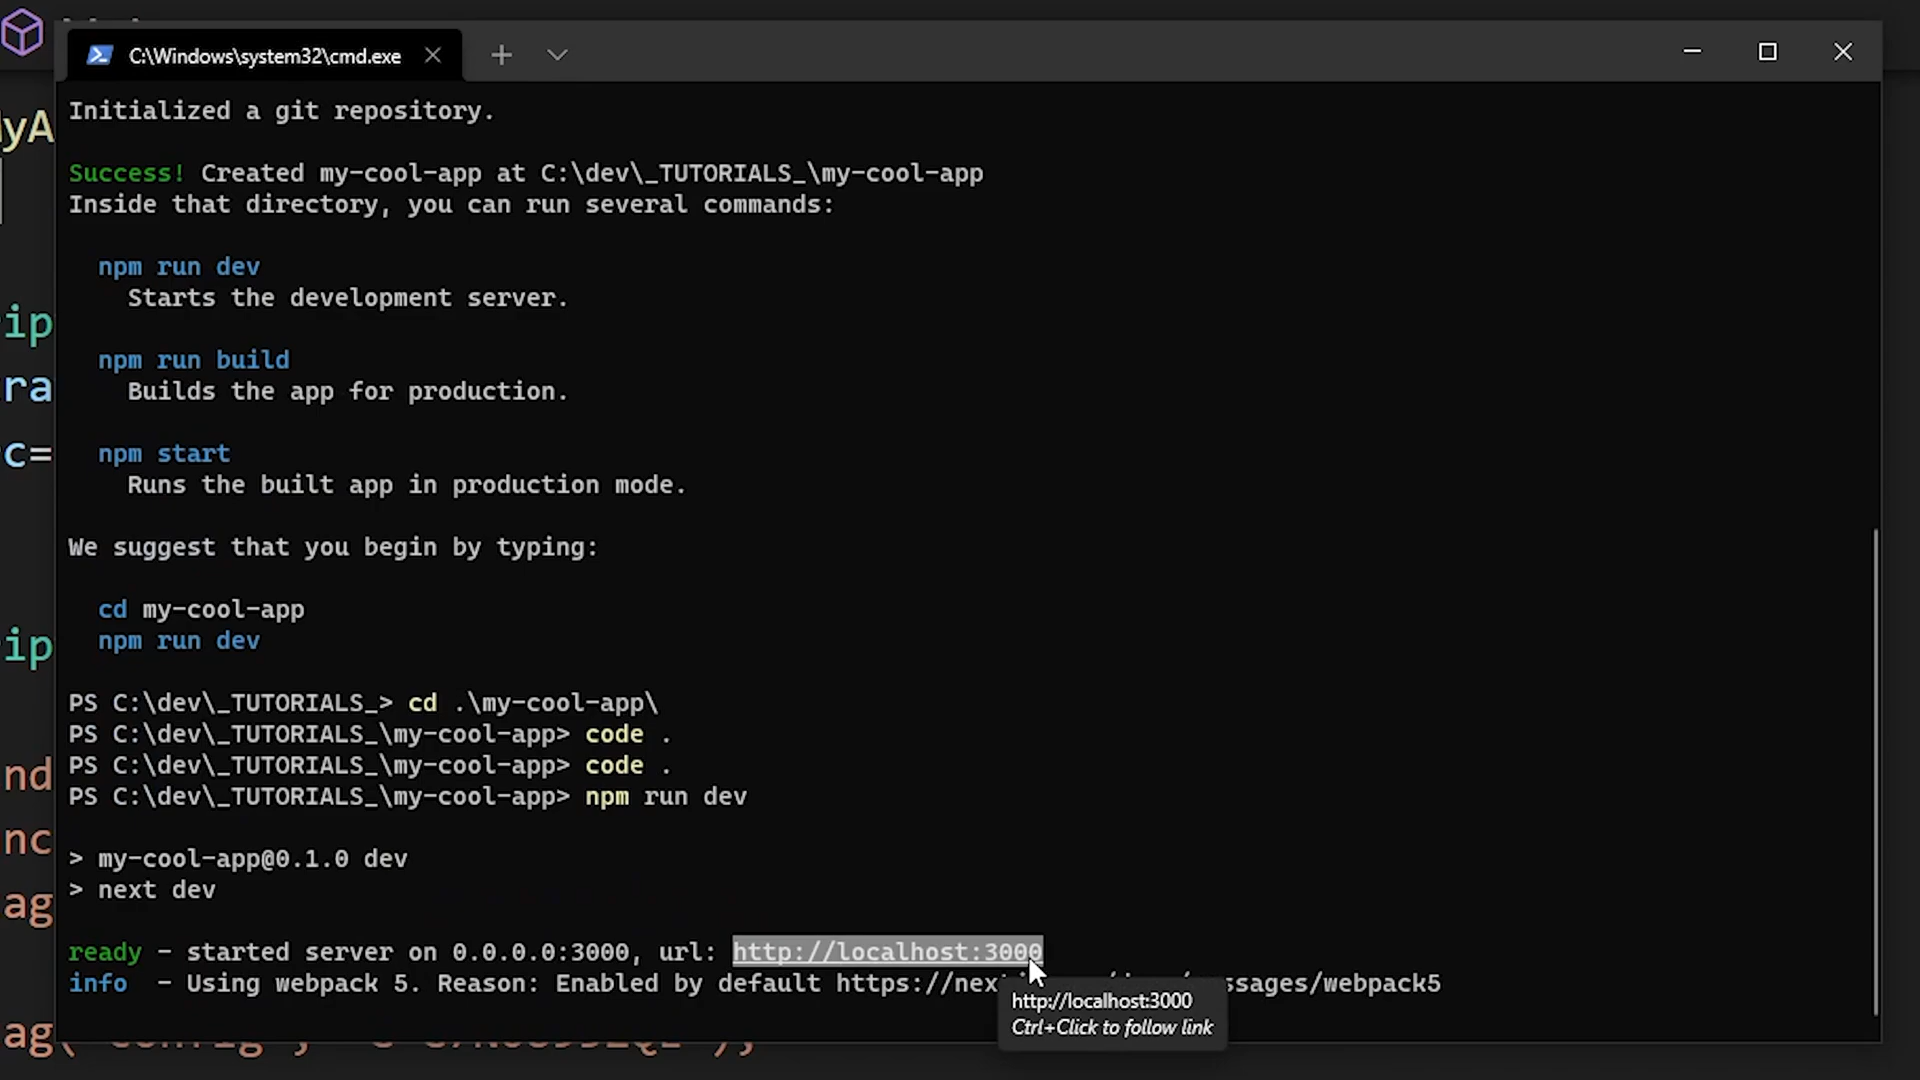 C:\Windows\system32\cmd.exe
Initialized a git repository.
Success! Created my-cool-app at C:\dev\_TUTORIALS_\my-cool-app
Inside that directory, you can run several commands:
npm run dev
Starts the development server.
npm run build
Builds the app for production.
npm start
Runs the built app in production mode.
We suggest that you begin by typing:
cd my-cool-app
npm run dev
PS C:\dev\_TUTORIALS_> cd .\my-cool-app\
PS C:\dev\_TUTORIALS_\my-cool-app> code .
PS C:\dev\_TUTORIALS_\my-cool-app> code .
PS C:\dev\_TUTORIALS_\my-cool-app> npm run dev
> my-cool-app@0.1.0 dev
> next dev
ready - started server on 0.0.0.0:3000, url: http://localhost:3000
info - Using webpack 5. Reason: Enabled by default https://nex ssages/webpack5
http://localhost:3000
Ctrl+Click to follow link
yA
ip
ra
c=
ip
nd
nc
ag